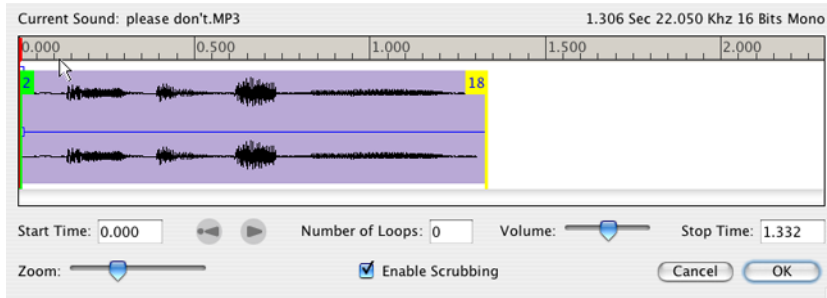 Current Sound: please don't.MP3 1.306 Sec 22.050 Khz 16 Bits Mono
0.000 0.500 1.000 1.500 2.000
2 18
Start Time: 0.000 Number of Loops: 0 Volume: Stop Time: 1.332
Zoom: Enable Scrubbing Cancel OK